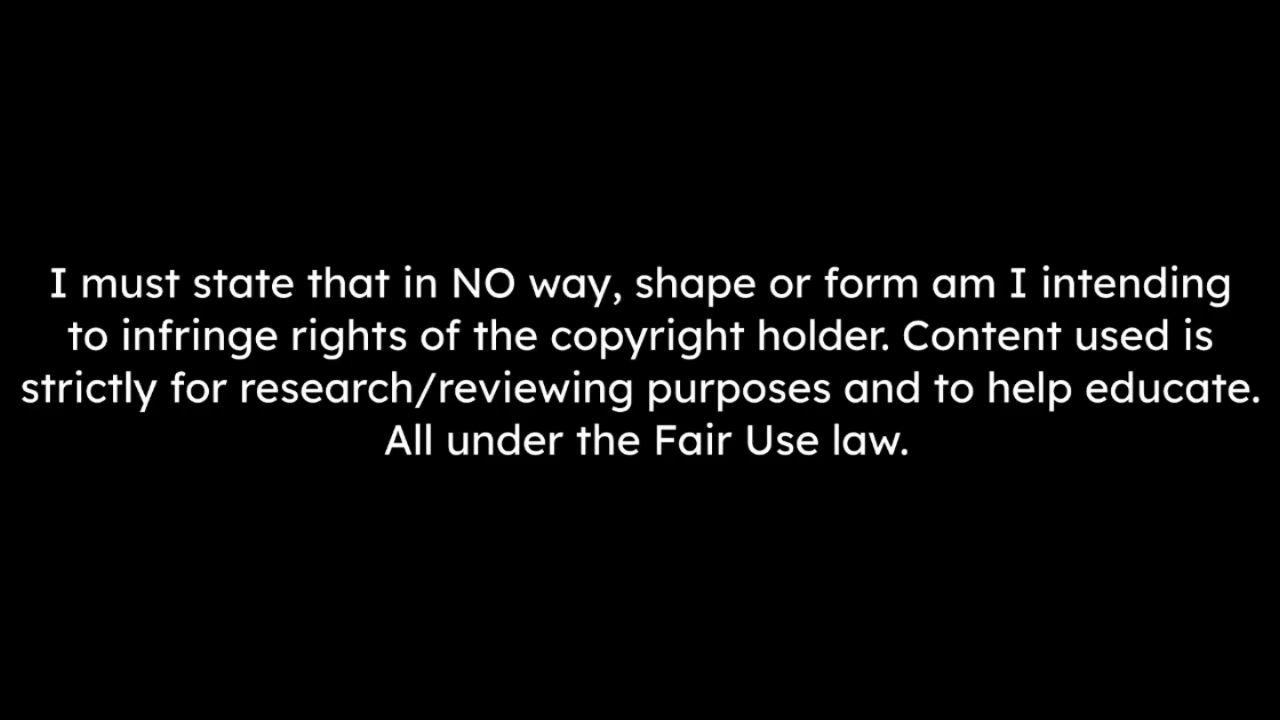 I must state that in NO way, shape or form am I intending
to infringe rights of the copyright holder. Content used is
strictly for research/reviewing purposes and to help educate.
All under the Fair Use law.